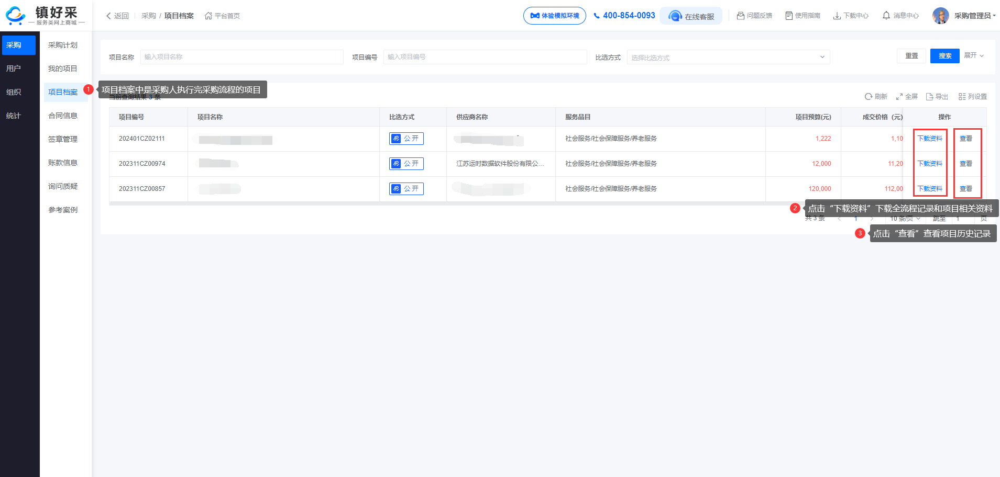 镇好采
服务类网上商城
返回 采购 / 项目档案 平台首页
体验模拟环境 400-854-0093 在线客服 问题反馈 使用指南 下载中心 消息中心 采购管理员
采购
用户
组织
统计
采购计划
我的项目
项目档案
合同信息
签章管理
账款信息
询问质疑
参考案例
项目名称 输入项目名称 项目编号 输入项目编号 比选方式 选择比选方式 重置 搜索 展开
1 项目档案中是采购人执行完采购流程的项目
当前查询结果 3 条 刷新 全屏 导出 列设置
项目编号 项目名称 比选方式 供应商名称 服务品目 项目预算(元) 成交价格（元) 操作
202401CZ02111 公开 社会服务/社会保障服务/养老服务 1,222 1,10 下载资料 查看
202311CZ00974 公开 江苏运时数据软件股份有限公... 社会服务/社会保障服务/养老服务 12,000 11,20 下载资料 查看
202311CZ00857 公开 社会服务/社会保障服务/养老服务 120,000 112,00 下载资料 查看
2 点击“下载资料”下载全流程记录和项目相关资料
共 3 条 1 10 条/页 跳至 1 页
3 点击“查看”查看项目历史记录